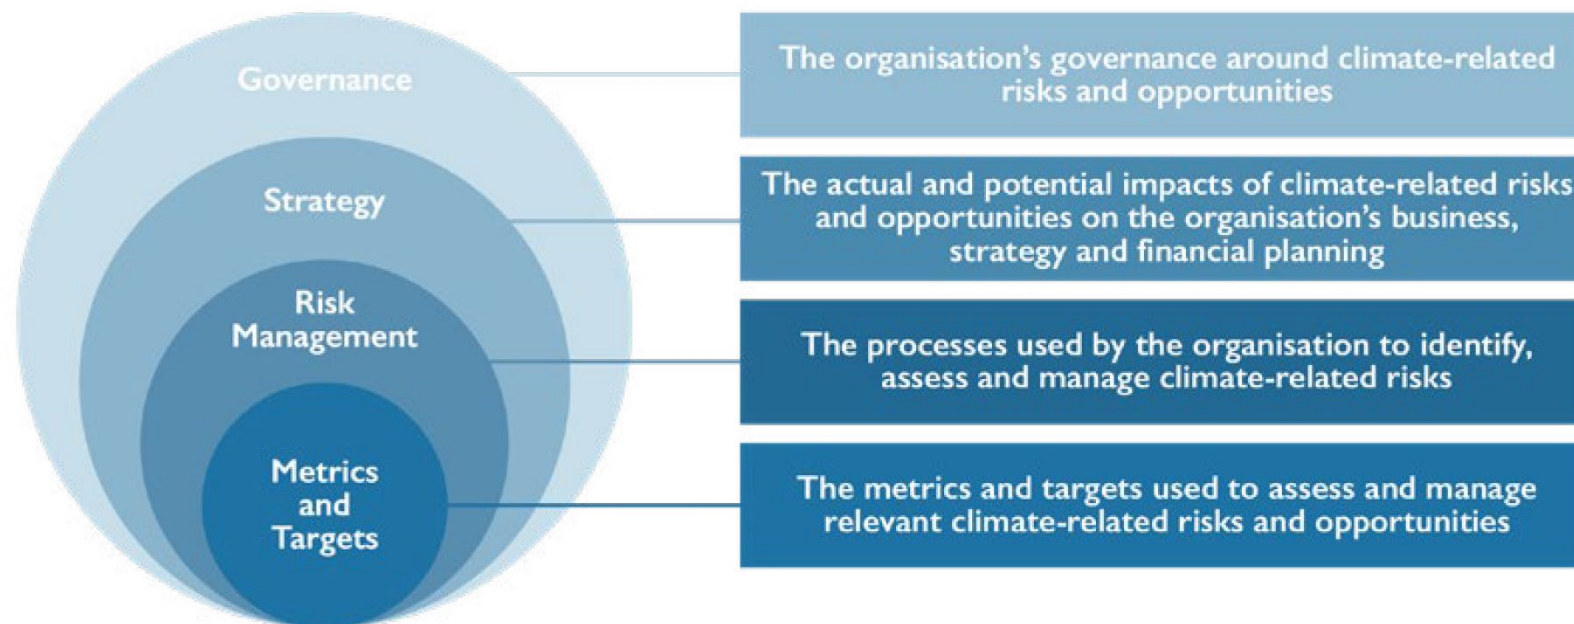 Governance
The organisation’s governance around climate-related
risks and opportunities
Strategy
The actual and potential impacts of climate-related risks
and opportunities on the organisation’s business,
strategy and financial planning
Risk
Management
The processes used by the organisation to identify,
assess and manage climate-related risks
Metrics
and
Targets
The metrics and targets used to assess and manage
relevant climate-related risks and opportunities